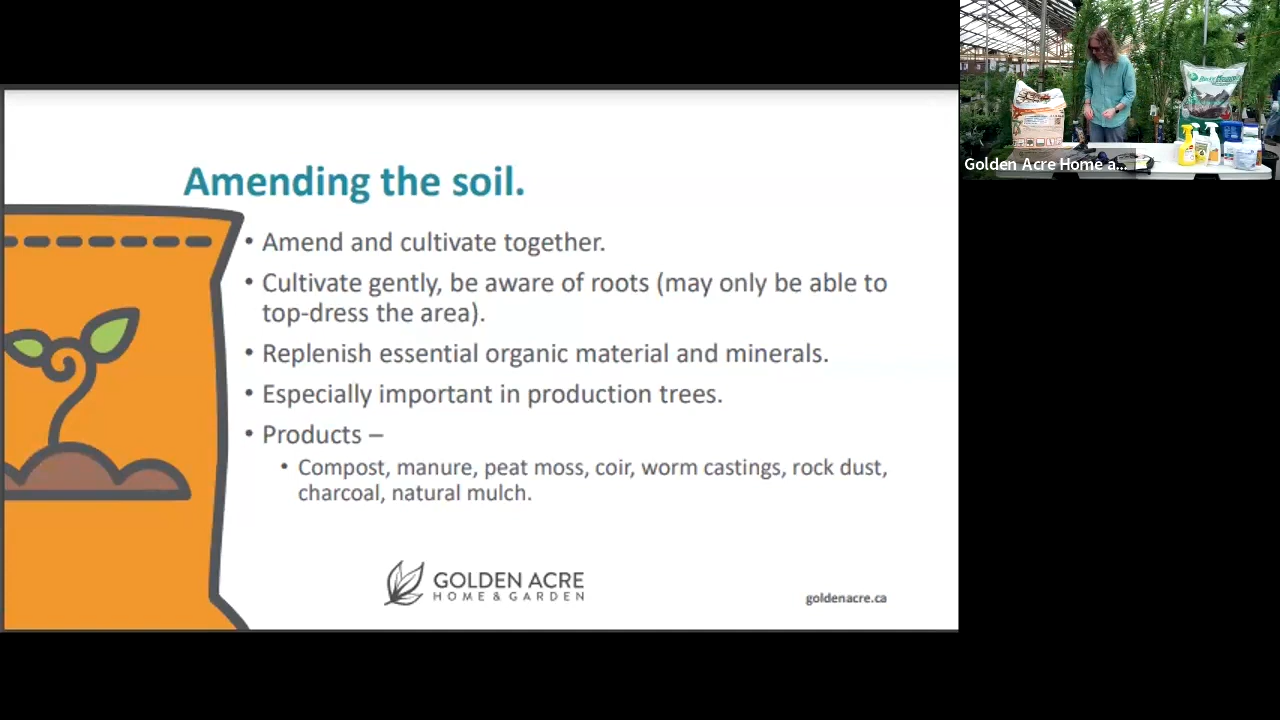 Amending the soil.
• Amend and cultivate together.
• Cultivate gently, be aware of roots (may only be able to
top-dress the area).
• Replenish essential organic material and minerals.
• Especially important in production trees.
• Products –
• Compost, manure, peat moss, coir, worm castings, rock dust,
charcoal, natural mulch.
GOLDEN ACRE
HOME & GARDEN
goldenacre.ca
Golden Acre Home a...